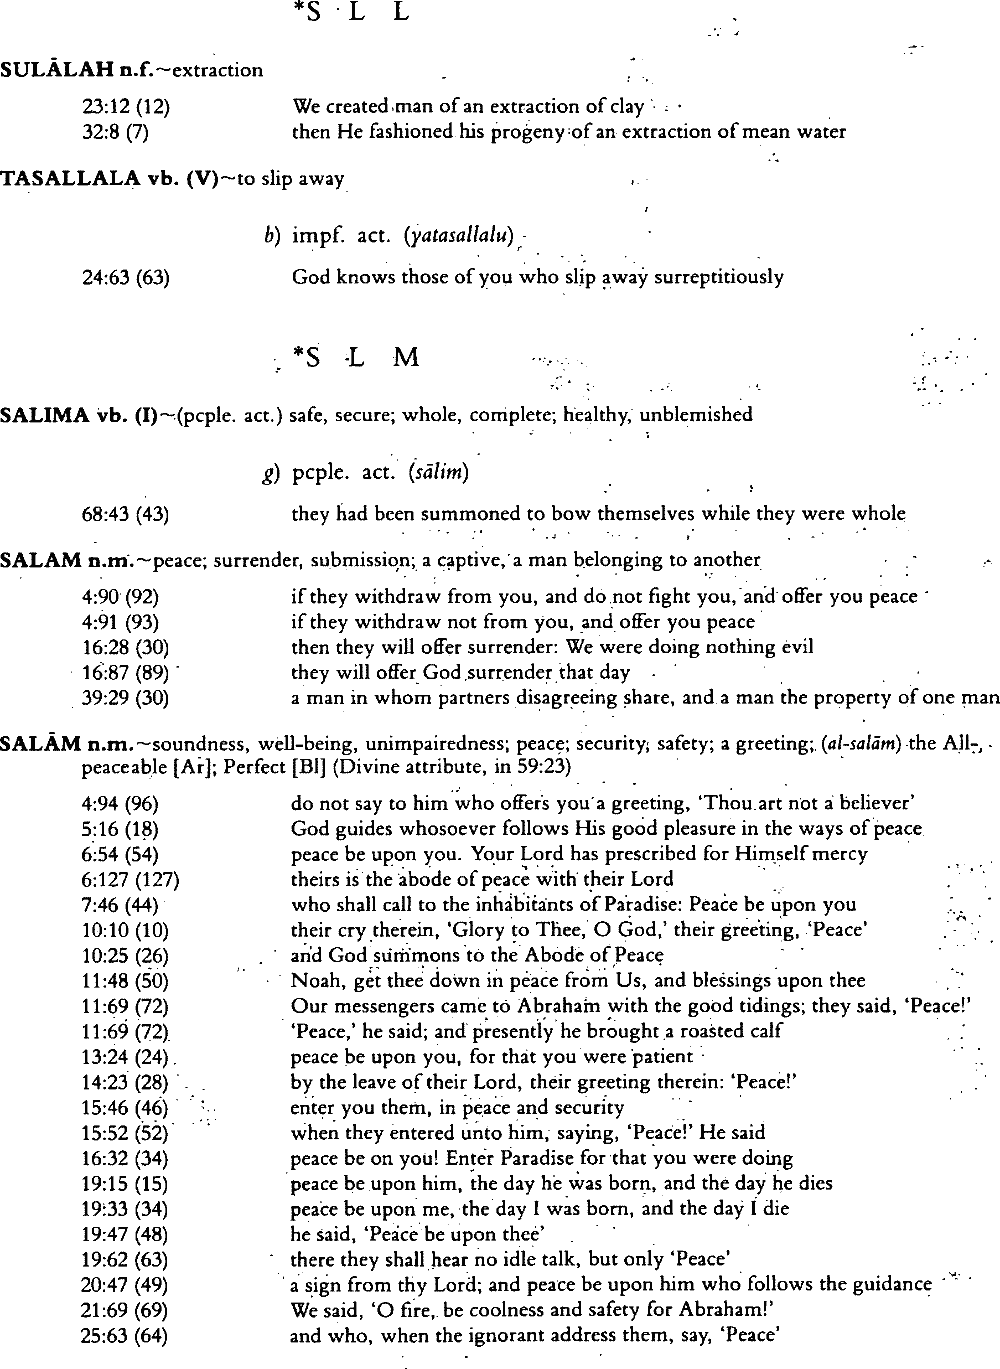 *S L L
SULĀLAH n.f.~extraction
23:12 (12) We created man of an extraction of clay
32:8 (7) then He fashioned his progeny of an extraction of mean water
TASALLALA vb. (V)~to slip away
b) impf. act. (yatasallalu)
24:63 (63) God knows those of you who slip away surreptitiously
*S L M
SALIMA vb. (I)~(pcple. act.) safe, secure; whole, complete; healthy, unblemished
g) pcple. act. (sālim)
68:43 (43) they had been summoned to bow themselves while they were whole
SALAM n.m.~peace; surrender, submission; a captive, a man belonging to another
4:90 (92) if they withdraw from you, and do not fight you, and offer you peace
4:91 (93) if they withdraw not from you, and offer you peace
16:28 (30) then they will offer surrender: We were doing nothing evil
16:87 (89) they will offer God surrender that day
39:29 (30) a man in whom partners disagreeing share, and a man the property of one man
SALĀM n.m.~soundness, well-being, unimpairedness; peace; security; safety; a greeting; (al-salām) the All-
peaceable [Ar]; Perfect [Bl] (Divine attribute, in 59:23)
4:94 (96) do not say to him who offers you a greeting, ‘Thou art not a believer’
5:16 (18) God guides whosoever follows His good pleasure in the ways of peace
6:54 (54) peace be upon you. Your Lord has prescribed for Himself mercy
6:127 (127) theirs is the abode of peace with their Lord
7:46 (44) who shall call to the inhabitants of Paradise: Peace be upon you
10:10 (10) their cry therein, ‘Glory to Thee, O God,’ their greeting, ‘Peace’
10:25 (26) and God summons to the Abode of Peace
11:48 (50) Noah, get thee down in peace from Us, and blessings upon thee
11:69 (72) Our messengers came to Abraham with the good tidings; they said, ‘Peace!’
11:69 (72) ‘Peace,’ he said; and presently he brought a roasted calf
13:24 (24) peace be upon you, for that you were patient
14:23 (28) by the leave of their Lord, their greeting therein: ‘Peace!’
15:46 (46) enter you them, in peace and security
15:52 (52) when they entered unto him, saying, ‘Peace!’ He said
16:32 (34) peace be on you! Enter Paradise for that you were doing
19:15 (15) peace be upon him, the day he was born, and the day he dies
19:33 (34) peace be upon me, the day I was born, and the day I die
19:47 (48) he said, ‘Peace be upon thee’
19:62 (63) there they shall hear no idle talk, but only ‘Peace’
20:47 (49) a sign from thy Lord; and peace be upon him who follows the guidance
21:69 (69) We said, ‘O fire, be coolness and safety for Abraham!’
25:63 (64) and who, when the ignorant address them, say, ‘Peace’